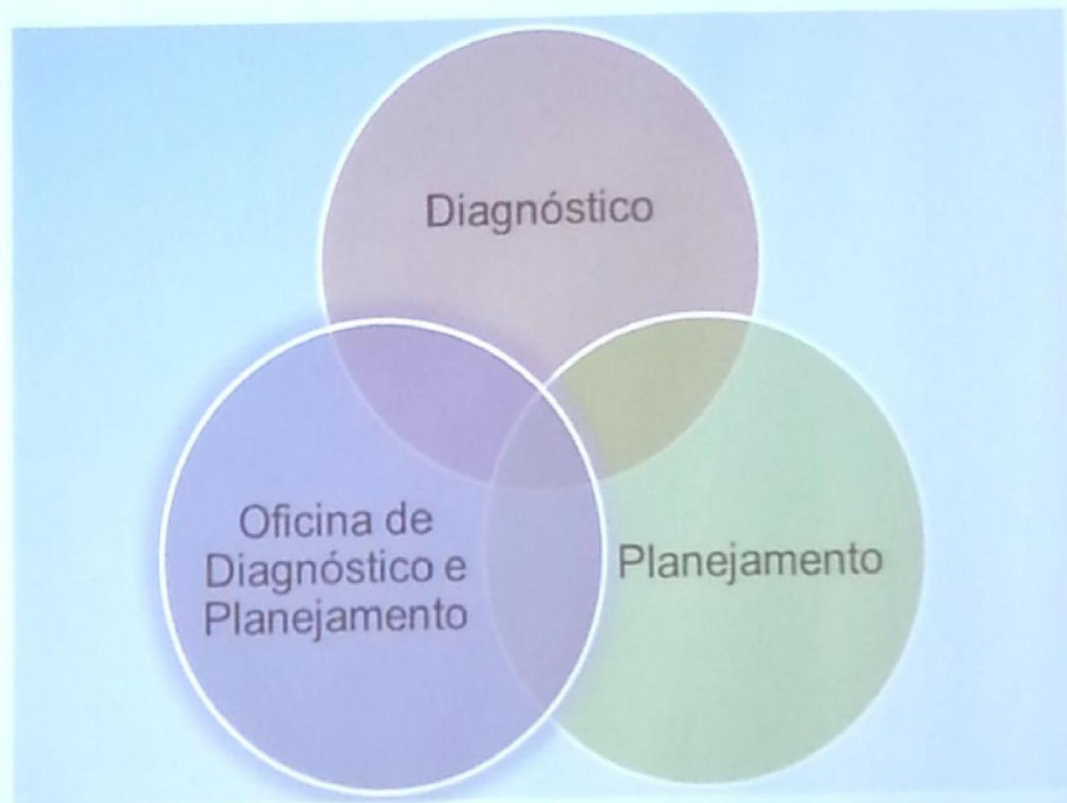 Diagnóstico
Oficina de
Diagnóstico e
Planejamento
Planejamento